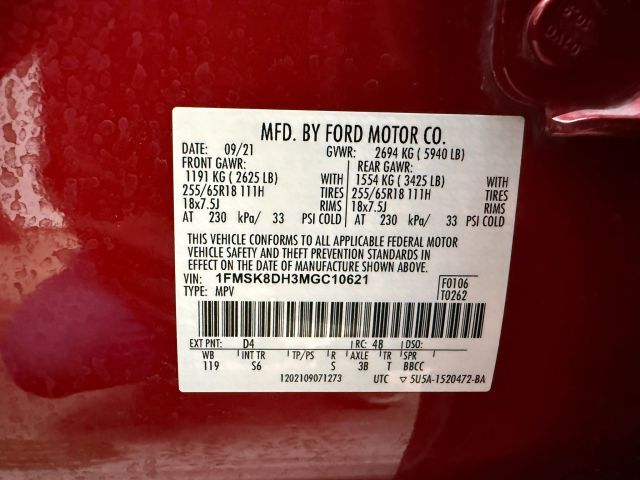 MFD. BY FORD MOTOR CO.
DATE: 09/21 GVWR: 2694 KG ( 5940 LB)
FRONT GAWR: REAR GAWR:
1191 KG ( 2625 LB) WITH 1554 KG ( 3425 LB) WITH
255/65R18 111H TIRES 255/65R18 111H TIRES
18x7.5J RIMS 18x7.5J RIMS
AT 230 kPa/ 33 PSI COLD AT 230 kPa/ 33 PSI COLD
THIS VEHICLE CONFORMS TO ALL APPLICABLE FEDERAL MOTOR
VEHICLE SAFETY AND THEFT PREVENTION STANDARDS IN
EFFECT ON THE DATE OF MANUFACTURE SHOWN ABOVE.
VIN: 1FMSK8DH3MGC10621 F0106
TYPE: MPV T0262
EXT PNT: D4 RC: 48 DSO:
WB INT TR TP/PS R AXLE TR SPR
119 S6 S 3B T BBCC
1202109071273 UTC ▽ 5U5A-1520472-BA